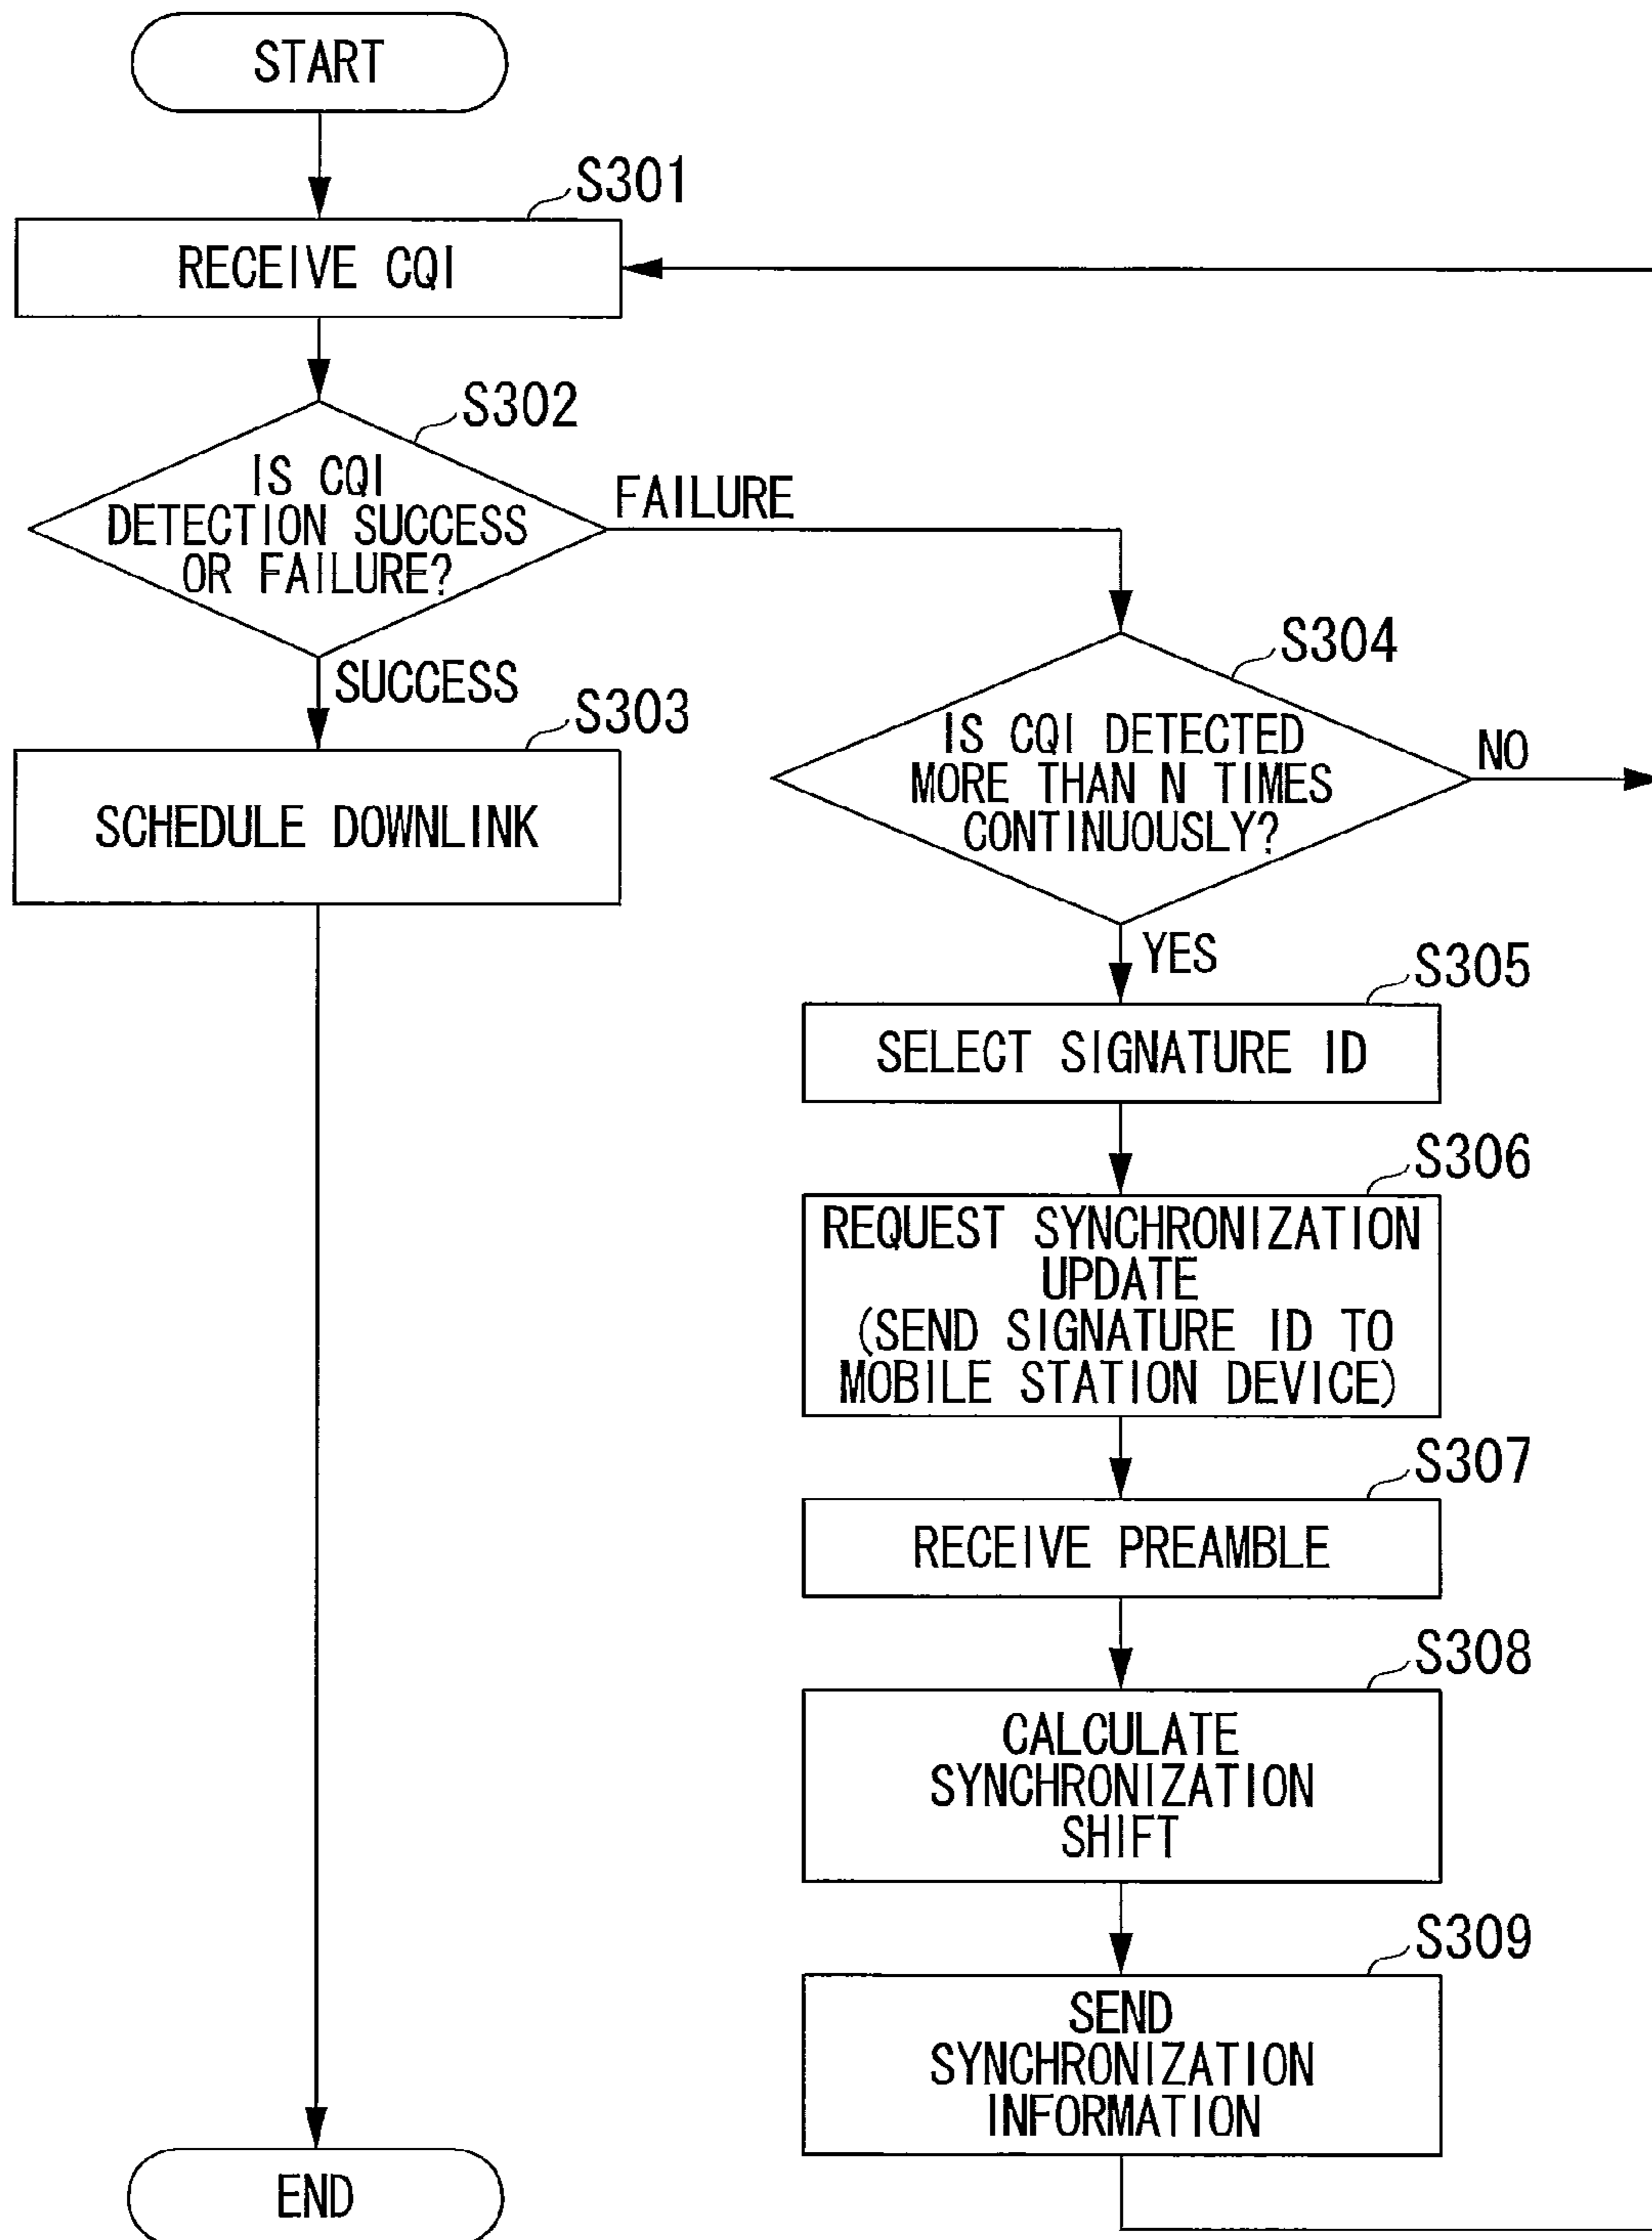 START
S301
RECEIVE CQI
S302
IS CQI
DETECTION SUCCESS
OR FAILURE?
FAILURE
SUCCESS
S303
SCHEDULE DOWNLINK
S304
IS CQI DETECTED
MORE THAN N TIMES
CONTINUOUSLY?
NO
YES
S305
SELECT SIGNATURE ID
S306
REQUEST SYNCHRONIZATION
UPDATE
(SEND SIGNATURE ID TO
MOBILE STATION DEVICE)
S307
RECEIVE PREAMBLE
S308
CALCULATE
SYNCHRONIZATION
SHIFT
S309
SEND
SYNCHRONIZATION
INFORMATION
END